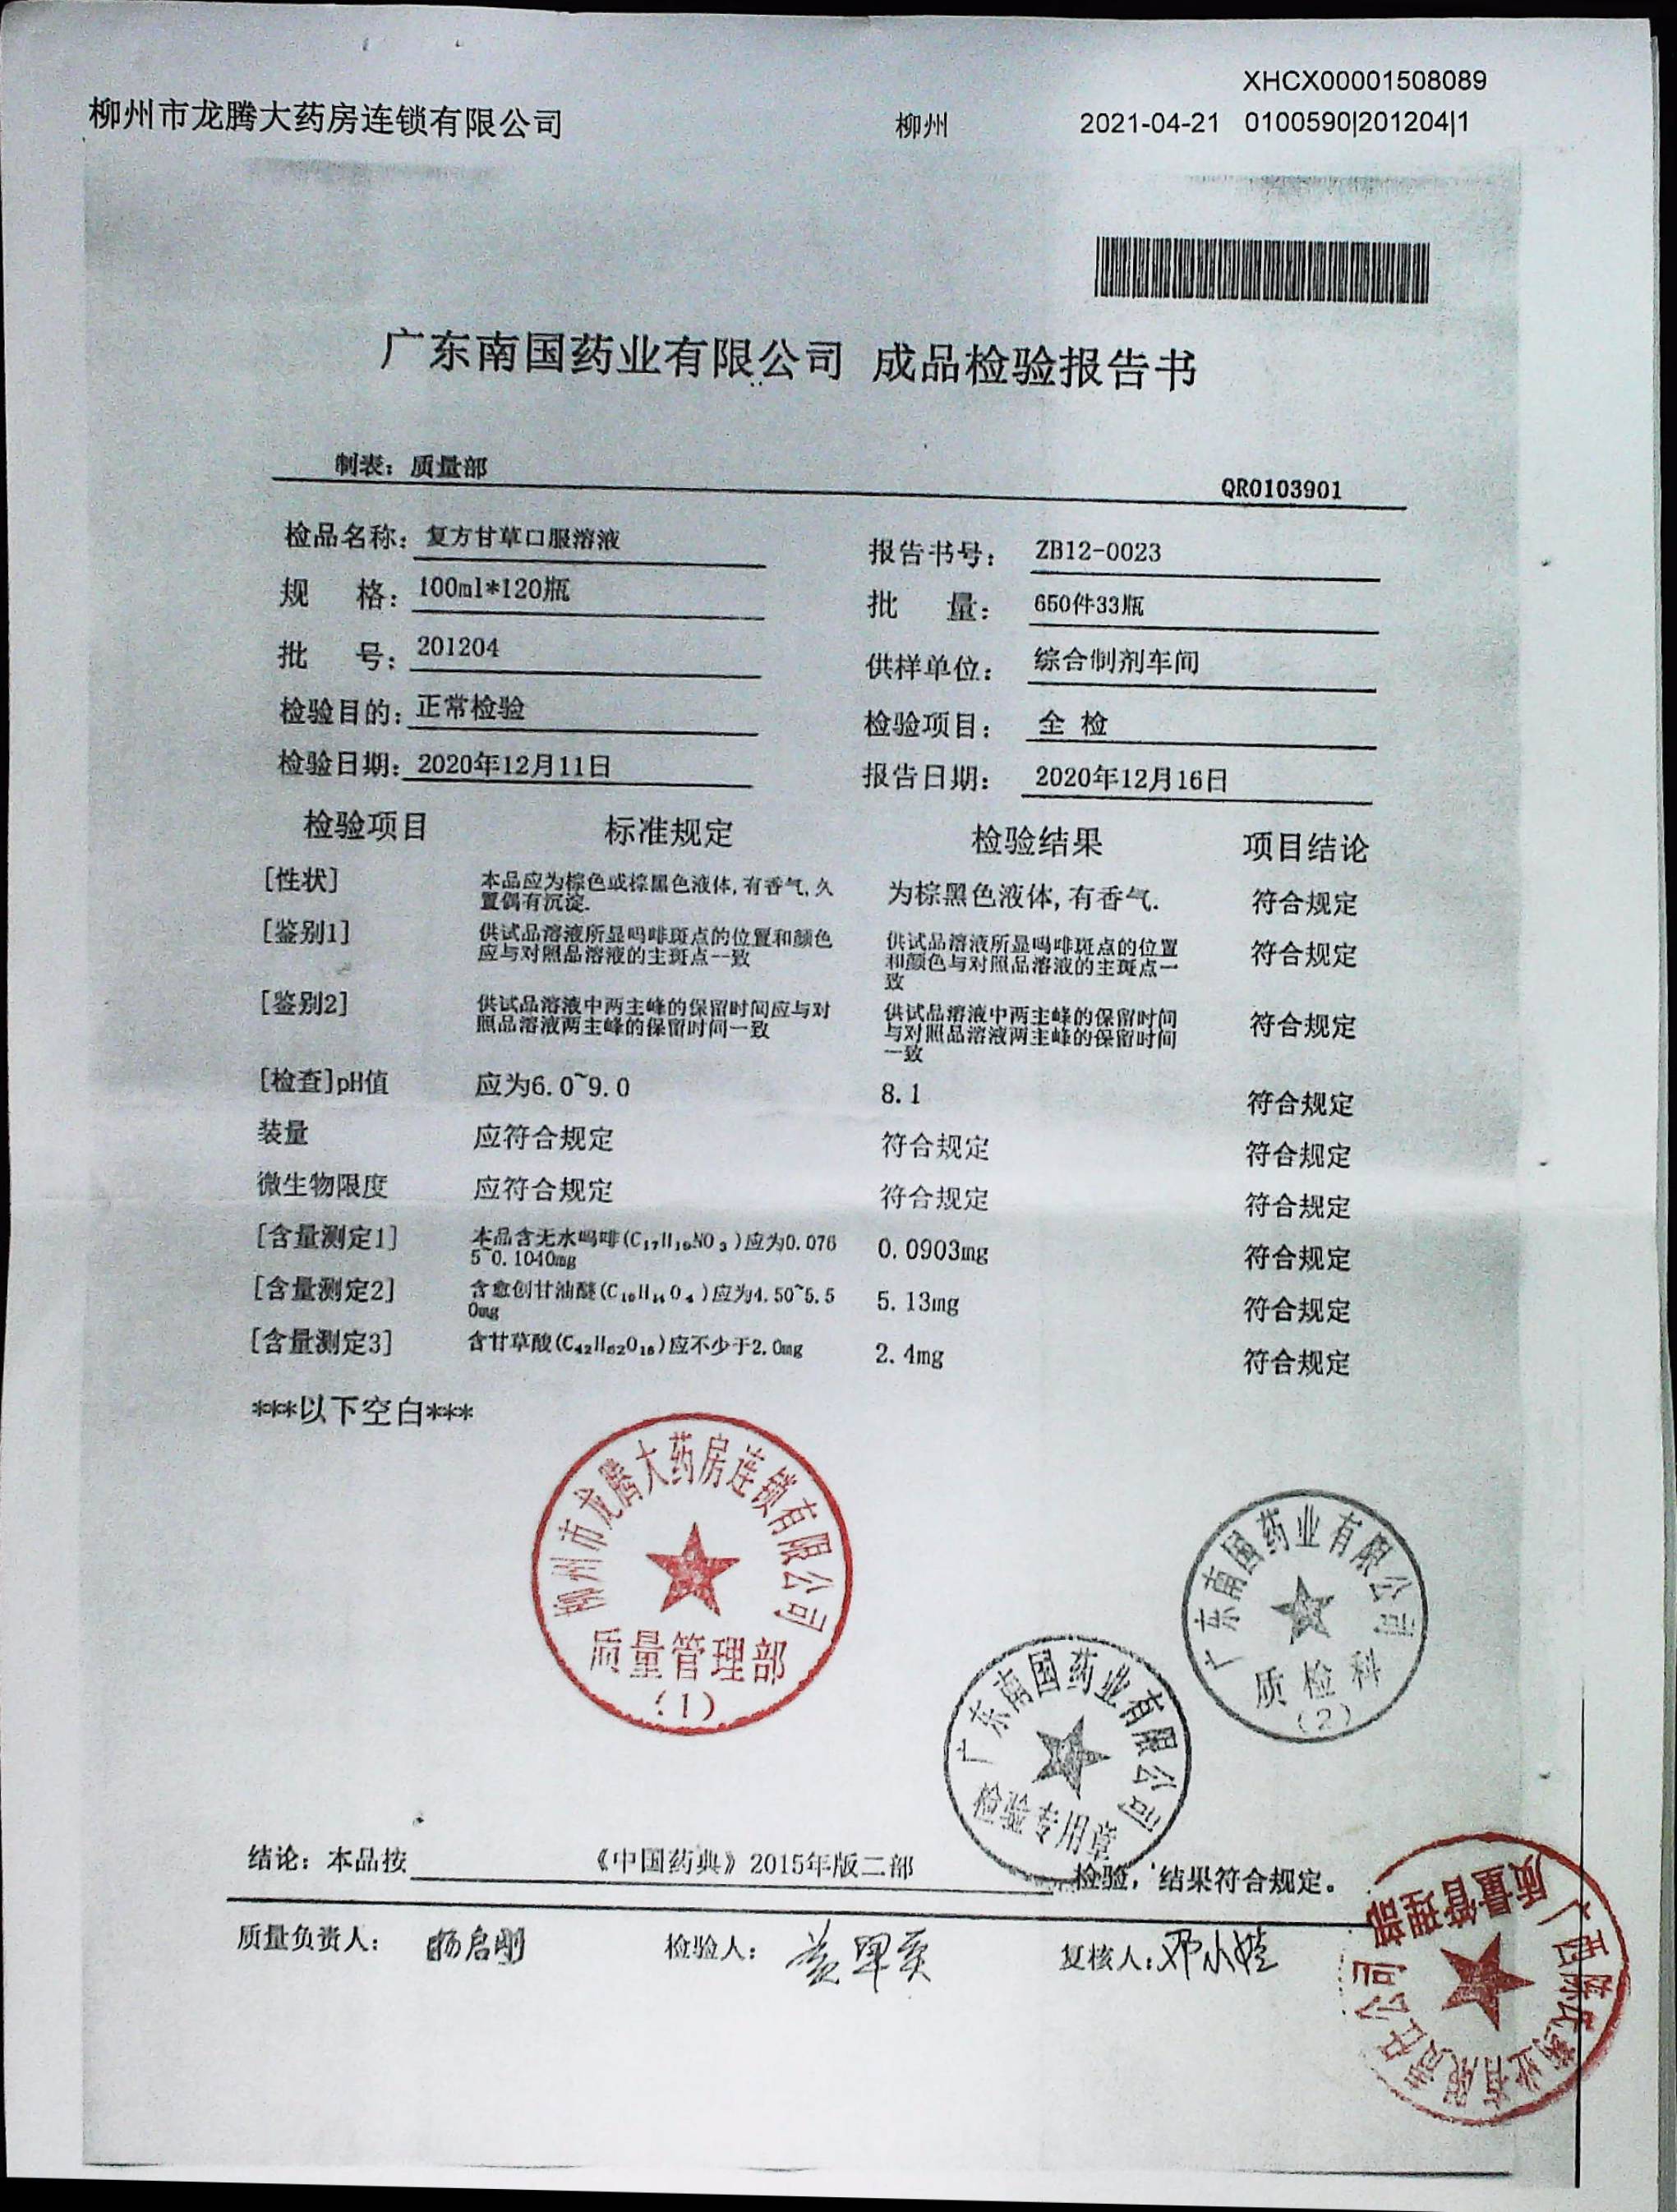 XHCX00001508089
柳州市龙腾大药房连锁有限公司 柳州 2021-04-21 0100590|201204|1
广东南国药业有限公司 成品检验报告书
制表：质量部
QR0103901
检品名称：复方甘草口服溶液 报告书号：ZB12-0023
规 格：100ml*120瓶 批 量：650件33瓶
批 号：201204 供样单位：综合制剂车间
检验目的：正常检验 检验项目：全 检
检验日期：2020年12月11日 报告日期：2020年12月16日
检验项目 标准规定 检验结果 项目结论
[性状] 本品应为棕色或棕黑色液体,有香气,久 为棕黑色液体,有香气. 符合规定
置偶有沉淀.
[鉴别1] 供试品溶液所显吗啡斑点的位置和颜色 供试品溶液所显吗啡斑点的位置 符合规定
应与对照品溶液的主斑点一致 和颜色与对照品溶液的主斑点一
致
[鉴别2] 供试品溶液中两主峰的保留时间应与对 供试品溶液中两主峰的保留时间 符合规定
照品溶液两主峰的保留时间一致 与对照品溶液两主峰的保留时间
一致
[检查]pH值 应为6.0~9.0 8.1 符合规定
装量 应符合规定 符合规定 符合规定
微生物限度 应符合规定 符合规定 符合规定
[含量测定1] 本品含无水吗啡(C₁₇H₁₉NO₃)应为0.076 0.0903mg 符合规定
5~0.1040mg
[含量测定2] 含愈创甘油醚(C₁₀H₁₄O₄)应为4.50~5.5 5.13mg 符合规定
0mg
[含量测定3] 含甘草酸(C₄₂H₆₂O₁₆)应不少于2.0mg 2.4mg 符合规定
***以下空白***
柳州市龙腾大药房连锁有限公司
质量管理部
(1)
广东南国药业有限公司
质检科
(2)
广东南国药业有限公司
检验专用章
结论：本品按 《中国药典》2015年版二部 检验，结果符合规定。
质量负责人：杨启刚 检验人：黄 复核人：邓小
广西陈氏药业有限责任公司
质量管理部